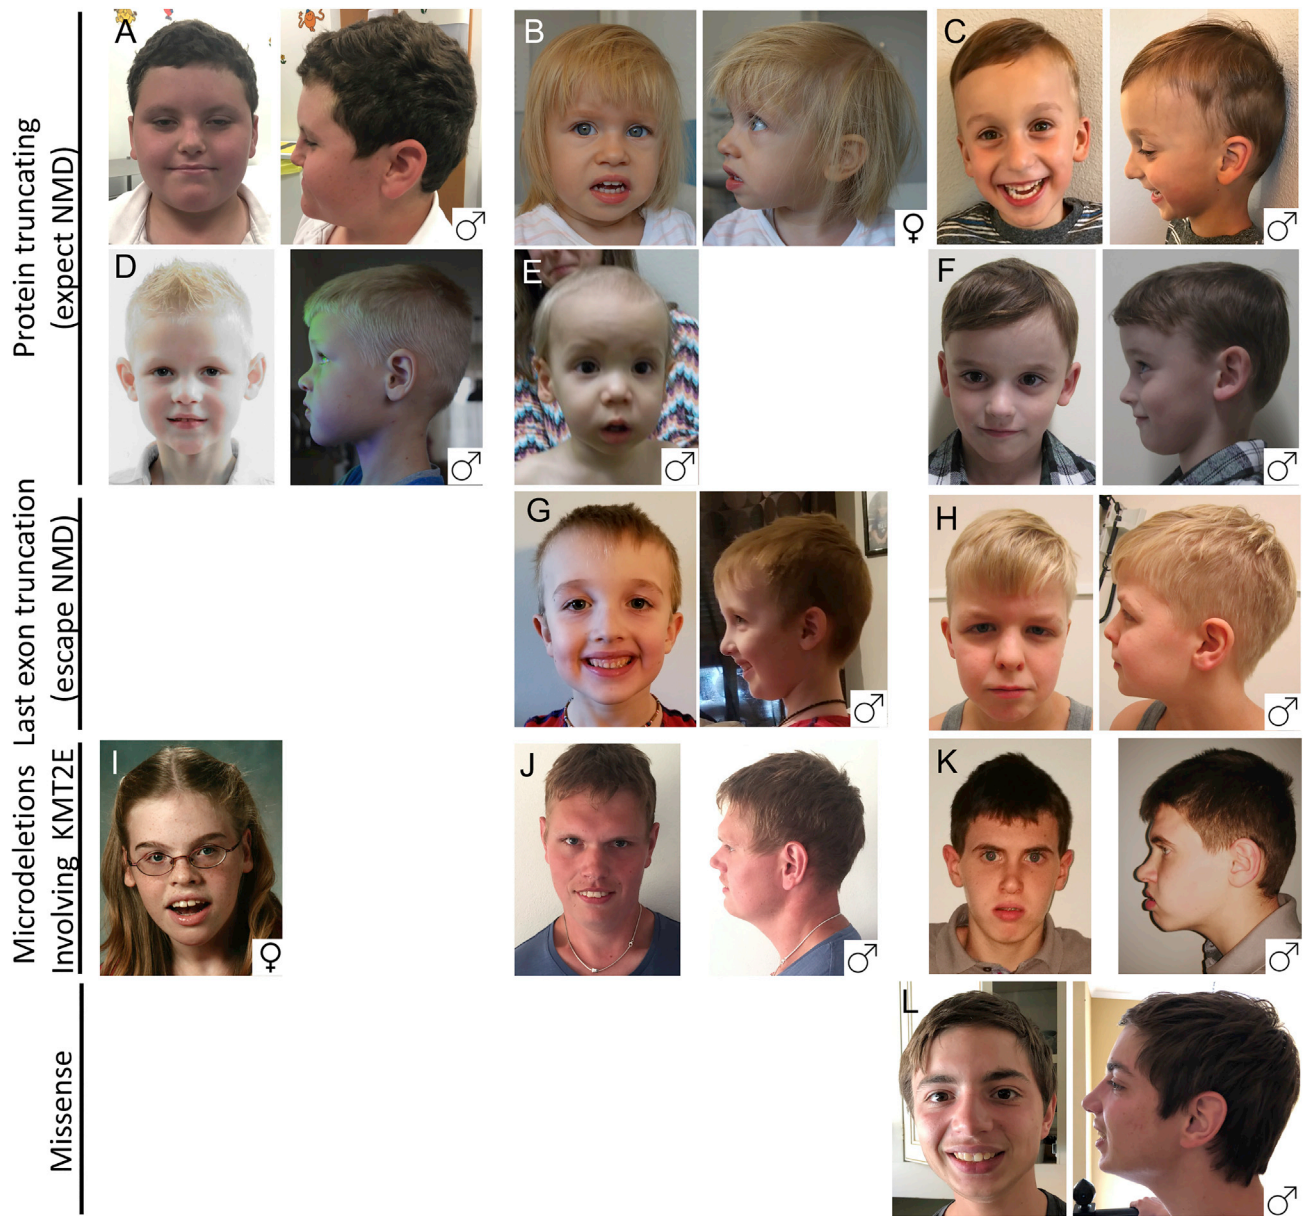 Protein truncating
(expect NMD)
A
B
♀
C
♂
♂
D
♂
E
♂
F
♂
Last exon truncation
(escape NMD)
G
♂
H
♂
Microdeletions
Involving KMT2E
I
♀
J
♂
K
♂
Missense
L
♂